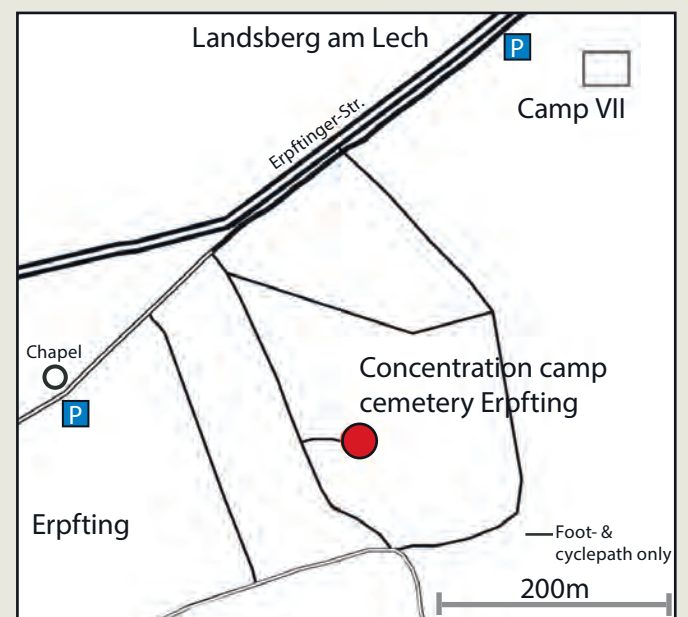 Landsberg am Lech
P
Camp VII
Erpftinger-Str.
Chapel
P
Concentration camp
cemetery Erpfting
Erpfting
Foot- &
cyclepath only
200m